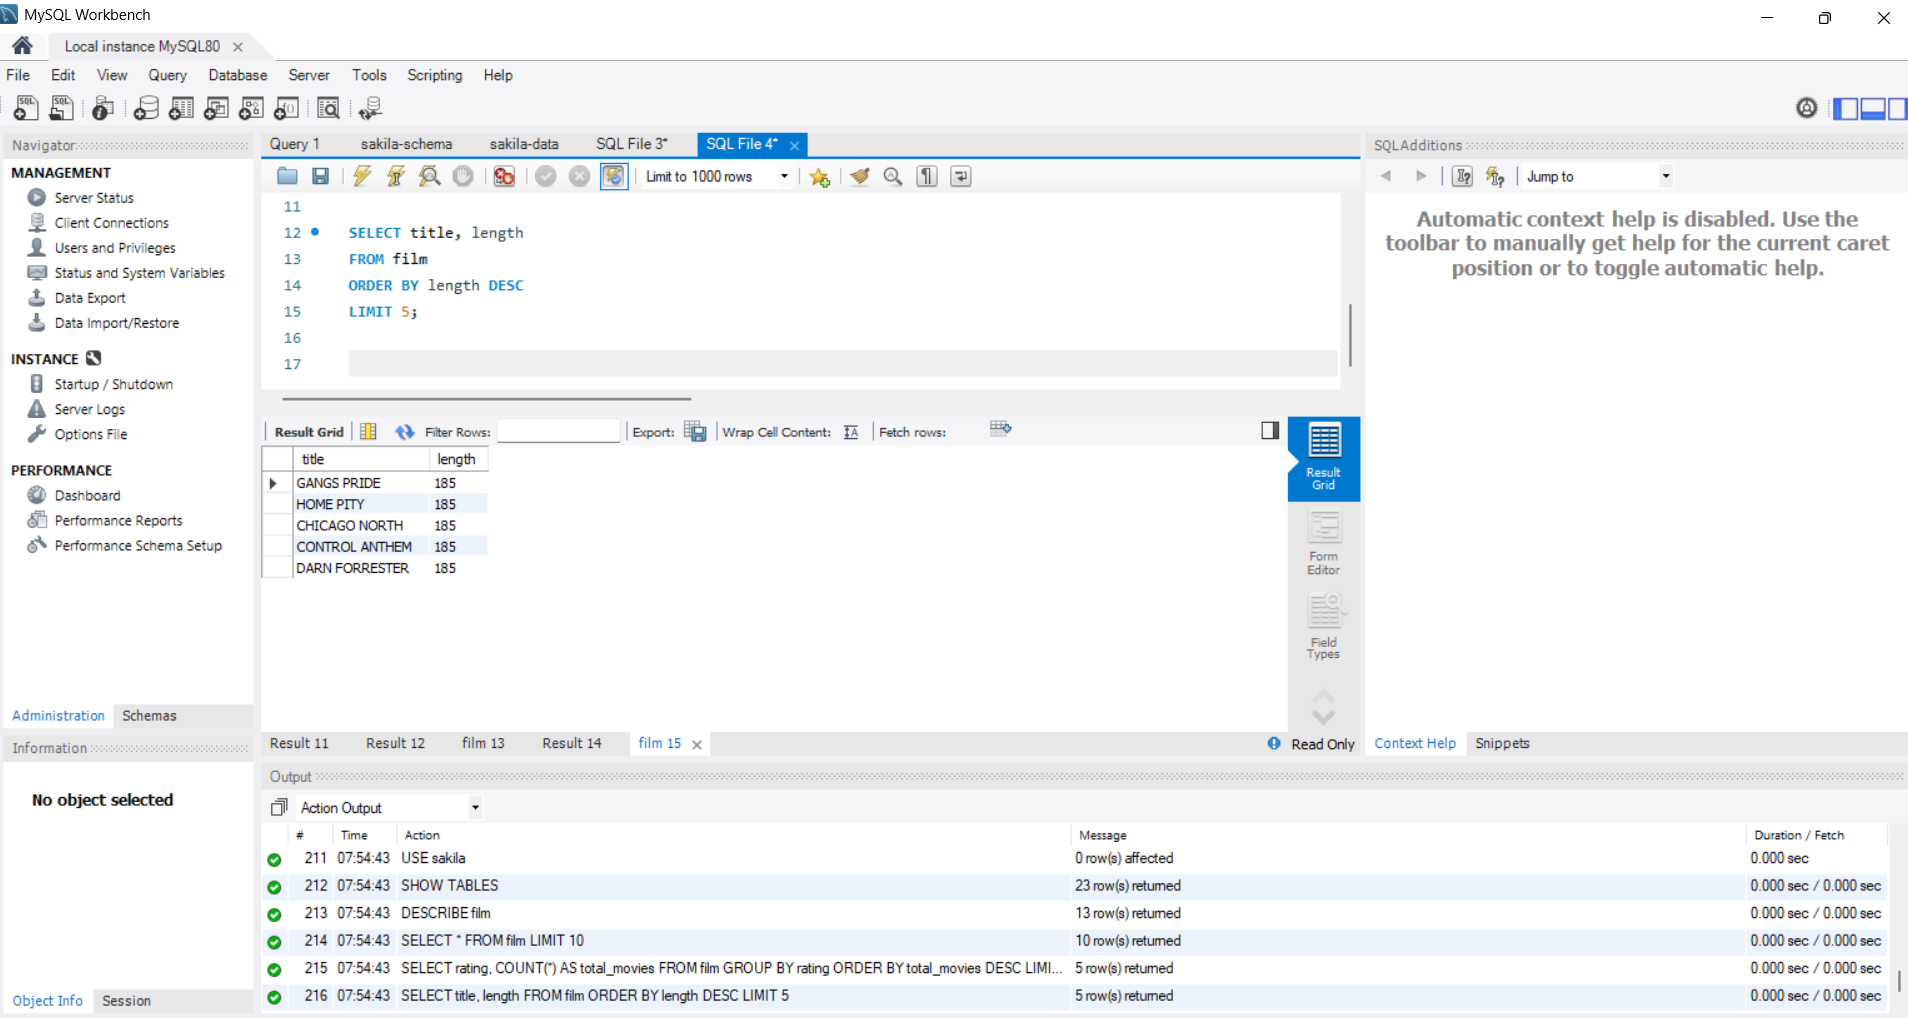 MySQL Workbench
Local instance MySQL80
File Edit View Query Database Server Tools Scripting Help
Navigator
MANAGEMENT
Server Status
Client Connections
Users and Privileges
Status and System Variables
Data Export
Data Import/Restore
INSTANCE
Startup / Shutdown
Server Logs
Options File
PERFORMANCE
Dashboard
Performance Reports
Performance Schema Setup
Administration Schemas
Information
No object selected
Object Info Session
Query 1 sakila-schema sakila-data SQL File 3* SQL File 4*
Limit to 1000 rows
11
12 SELECT title, length
13 FROM film
14 ORDER BY length DESC
15 LIMIT 5;
16
17
Result Grid Filter Rows: Export: Wrap Cell Content: Fetch rows:
title length
GANGS PRIDE 185
HOME PITY 185
CHICAGO NORTH 185
CONTROL ANTHEM 185
DARN FORRESTER 185
Result
Grid
Form
Editor
Field
Types
Result 11 Result 12 film 13 Result 14 film 15 Read Only
SQLAdditions
Jump to
Automatic context help is disabled. Use the
toolbar to manually get help for the current caret
position or to toggle automatic help.
Context Help Snippets
Output
Action Output
# Time Action Message Duration / Fetch
211 07:54:43 USE sakila 0 row(s) affected 0.000 sec
212 07:54:43 SHOW TABLES 23 row(s) returned 0.000 sec / 0.000 sec
213 07:54:43 DESCRIBE film 13 row(s) returned 0.000 sec / 0.000 sec
214 07:54:43 SELECT * FROM film LIMIT 10 10 row(s) returned 0.000 sec / 0.000 sec
215 07:54:43 SELECT rating, COUNT(*) AS total_movies FROM film GROUP BY rating ORDER BY total_movies DESC LIMI... 5 row(s) returned 0.000 sec / 0.000 sec
216 07:54:43 SELECT title, length FROM film ORDER BY length DESC LIMIT 5 5 row(s) returned 0.000 sec / 0.000 sec